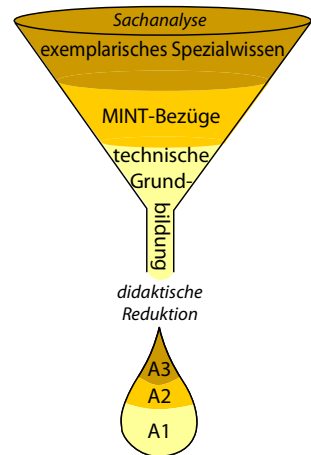 Sachanalyse
exemplarisches Spezialwissen
MINT-Bezüge
technische
Grund-
bildung
didaktische
Reduktion
A3
A2
A1